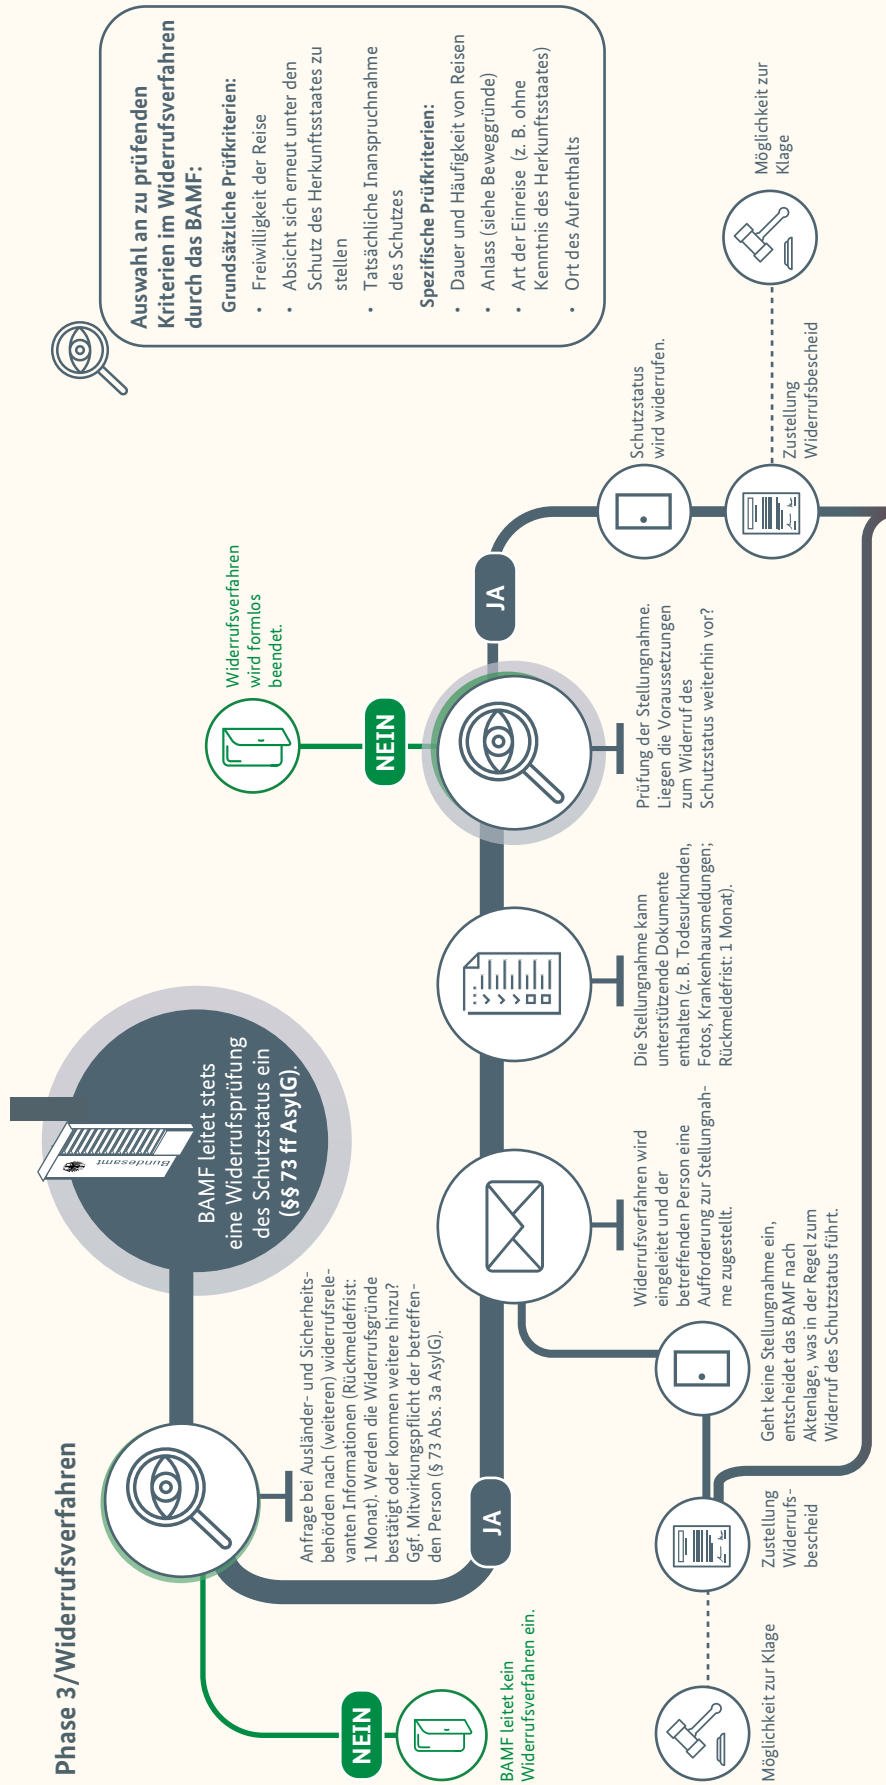 Phase 3/Widerrufsverfahren
Bundesamt
BAMF leitet stets
eine Widerrufsprüfung
des Schutzstatus ein
(§§ 73 ff AsylG).
Anfrage bei Ausländer- und Sicherheits-
behörden nach (weiteren) widerrufsrele-
vanten Informationen (Rückmeldefrist:
1 Monat). Werden die Widerrufsgründe
bestätigt oder kommen weitere hinzu?
Ggf. Mitwirkungspflicht der betreffen-
den Person (§ 73 Abs. 3a AsylG).
NEIN
BAMF leitet kein
Widerrufsverfahren ein.
JA
Widerrufsverfahren wird
eingeleitet und der
betreffenden Person eine
Aufforderung zur Stellungnah-
me zugestellt.
Geht keine Stellungnahme ein,
entscheidet das BAMF nach
Aktenlage, was in der Regel zum
Widerruf des Schutzstatus führt.
Zustellung
Widerrufs-
bescheid
Möglichkeit zur Klage
Die Stellungnahme kann
unterstützende Dokumente
enthalten (z. B. Todesurkunden,
Fotos, Krankenhausmeldungen;
Rückmeldefrist: 1 Monat).
Prüfung der Stellungnahme.
Liegen die Voraussetzungen
zum Widerruf des
Schutzstatus weiterhin vor?
NEIN
Widerrufsverfahren
wird formlos
beendet.
JA
Schutzstatus
wird widerrufen.
Zustellung
Widerrufsbescheid
Möglichkeit zur
Klage
Auswahl an zu prüfenden
Kriterien im Widerrufsverfahren
durch das BAMF:
Grundsätzliche Prüfkriterien:
• Freiwilligkeit der Reise
• Absicht sich erneut unter den
Schutz des Herkunftsstaates zu
stellen
• Tatsächliche Inanspruchnahme
des Schutzes
Spezifische Prüfkriterien:
• Dauer und Häufigkeit von Reisen
• Anlass (siehe Beweggründe)
• Art der Einreise (z. B. ohne
Kenntnis des Herkunftsstaates)
• Ort des Aufenthalts